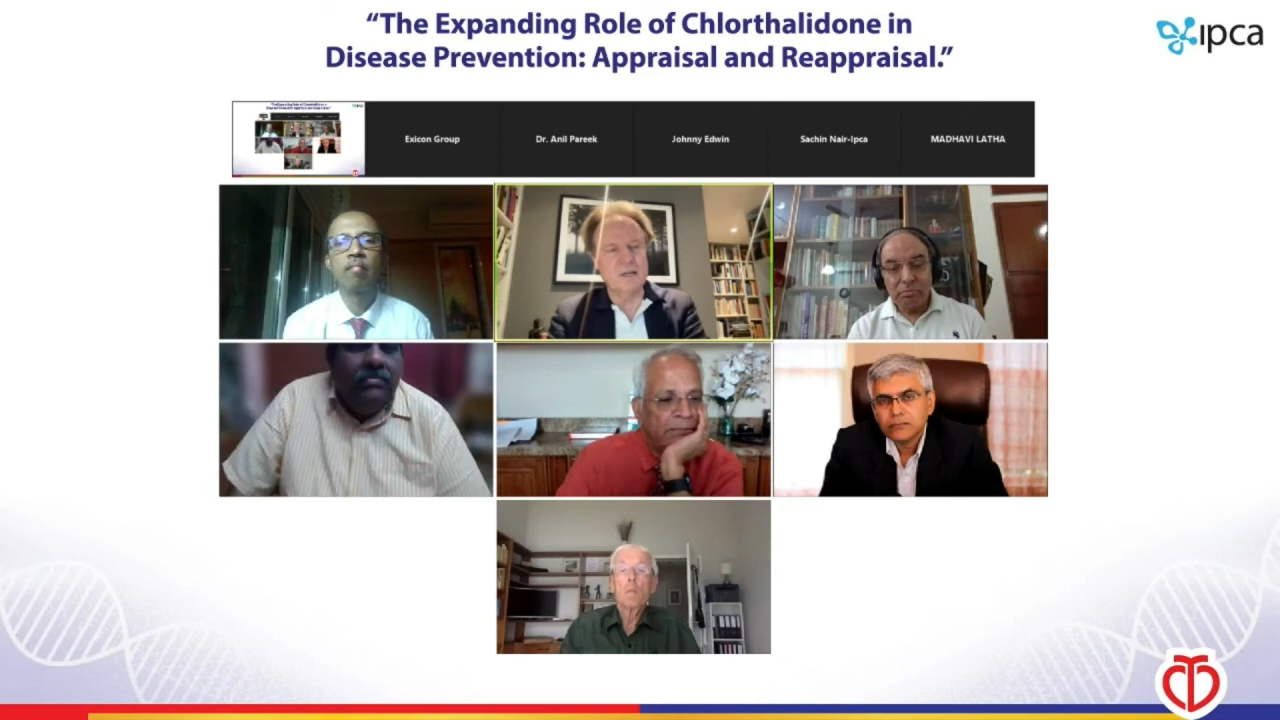 “The Expanding Role of Chlorthalidone in
Disease Prevention: Appraisal and Reappraisal.”
ipca
Exicon Group
Dr. Anil Pareek
Johnny Edwin
Sachin Nair-Ipca
MADHAVI LATHA